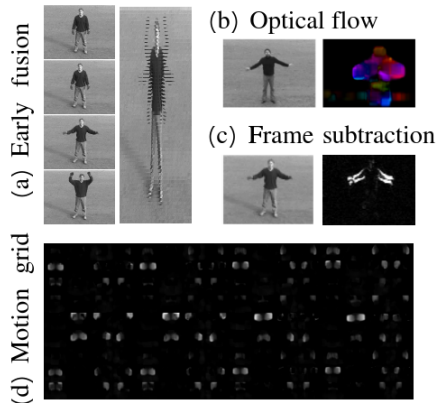 (a) Early fusion
(b) Optical flow
(c) Frame subtraction
(d) Motion grid